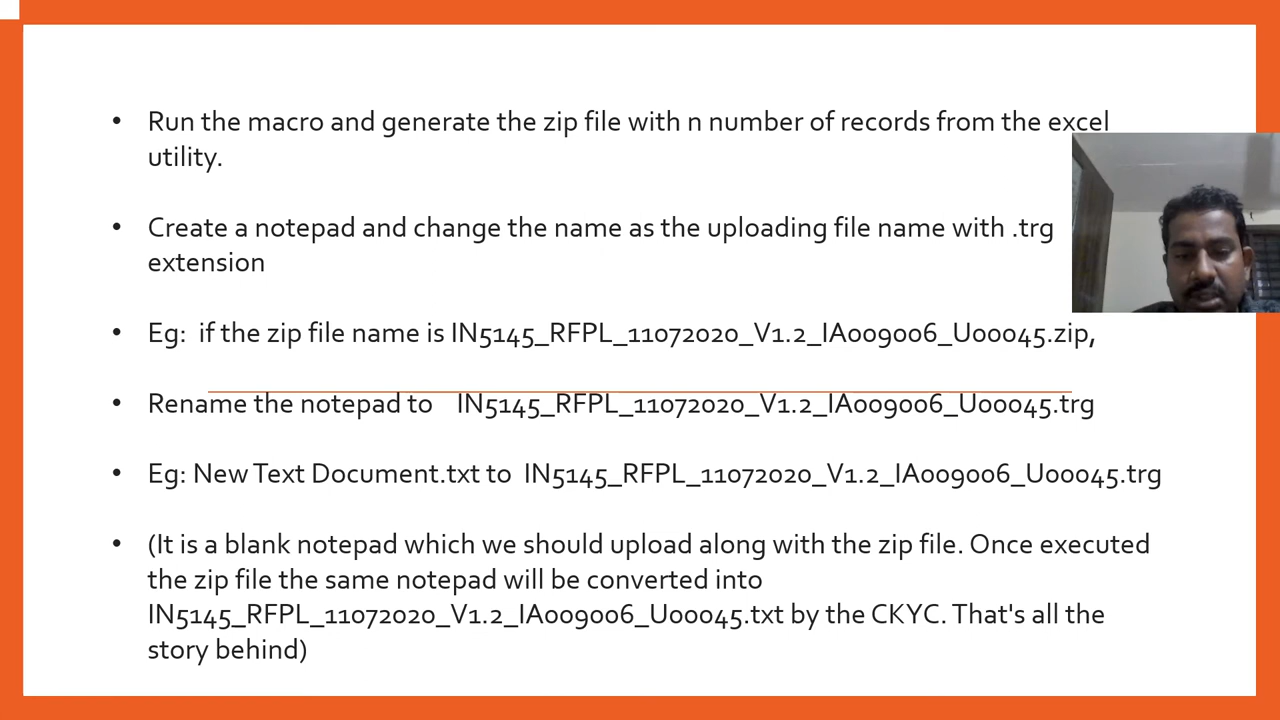 • Run the macro and generate the zip file with n number of records from the excel
utility.
• Create a notepad and change the name as the uploading file name with .trg
extension
• Eg:  if the zip file name is IN5145_RFPL_11072020_V1.2_IA009006_U00045.zip,
• Rename the notepad to   IN5145_RFPL_11072020_V1.2_IA009006_U00045.trg
• Eg: New Text Document.txt to  IN5145_RFPL_11072020_V1.2_IA009006_U00045.trg
• (It is a blank notepad which we should upload along with the zip file. Once executed
the zip file the same notepad will be converted into
IN5145_RFPL_11072020_V1.2_IA009006_U00045.txt by the CKYC. That's all the
story behind)